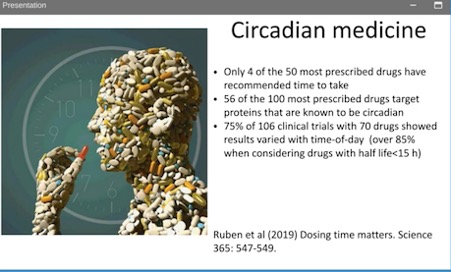 Presentation
Circadian medicine
• Only 4 of the 50 most prescribed drugs have
recommended time to take
• 56 of the 100 most prescribed drugs target
proteins that are known to be circadian
• 75% of 106 clinical trials with 70 drugs showed
results varied with time-of-day (over 85%
when considering drugs with half life<15 h)
Ruben et al (2019) Dosing time matters. Science
365: 547-549.